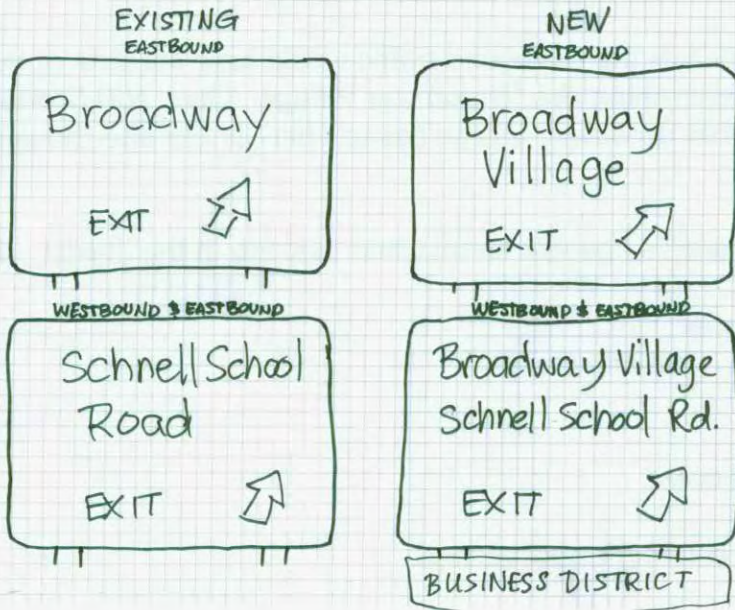 EXISTING
EASTBOUND
Broadway
EXIT
WESTBOUND & EASTBOUND
Schnell School
Road
EXIT
NEW
EASTBOUND
Broadway
Village
EXIT
WESTBOUND & EASTBOUND
Broadway Village
Schnell School Rd.
EXIT
BUSINESS DISTRICT